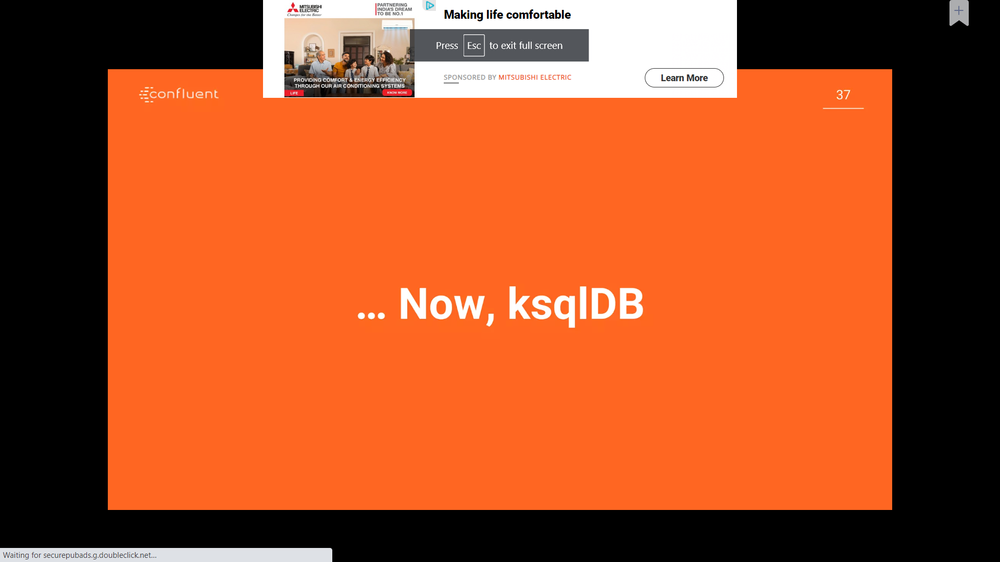 MITSUBISHI
ELECTRIC
Changes for the Better
PARTNERING
INDIA'S DREAM
TO BE NO.1
PROVIDING COMFORT & ENERGY EFFICIENCY
THROUGH OUR AIR CONDITIONING SYSTEMS
LIFE
KNOW MORE
Making life comfortable
Press Esc to exit full screen
SPONSORED BY MITSUBISHI ELECTRIC
Learn More
confluent
37
... Now, ksqlDB
Waiting for securepubads.g.doubleclick.net...